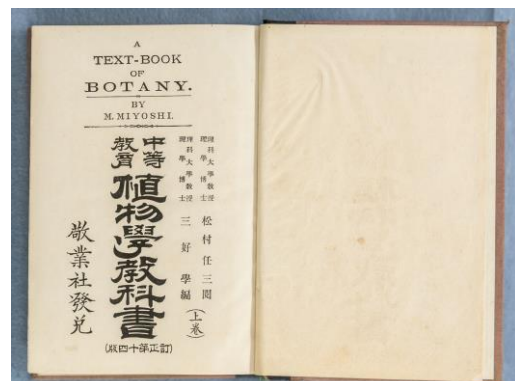 A
TEXT-BOOK
OF
BOTANY.
BY
M. MIYOSHI.
理科大學教授
理學博士
松村任三閱
理科大學教授
理學博士
三好學編
(上卷)
中等
教育
植物學教科書
(訂正第十四版)
敬業社發兌